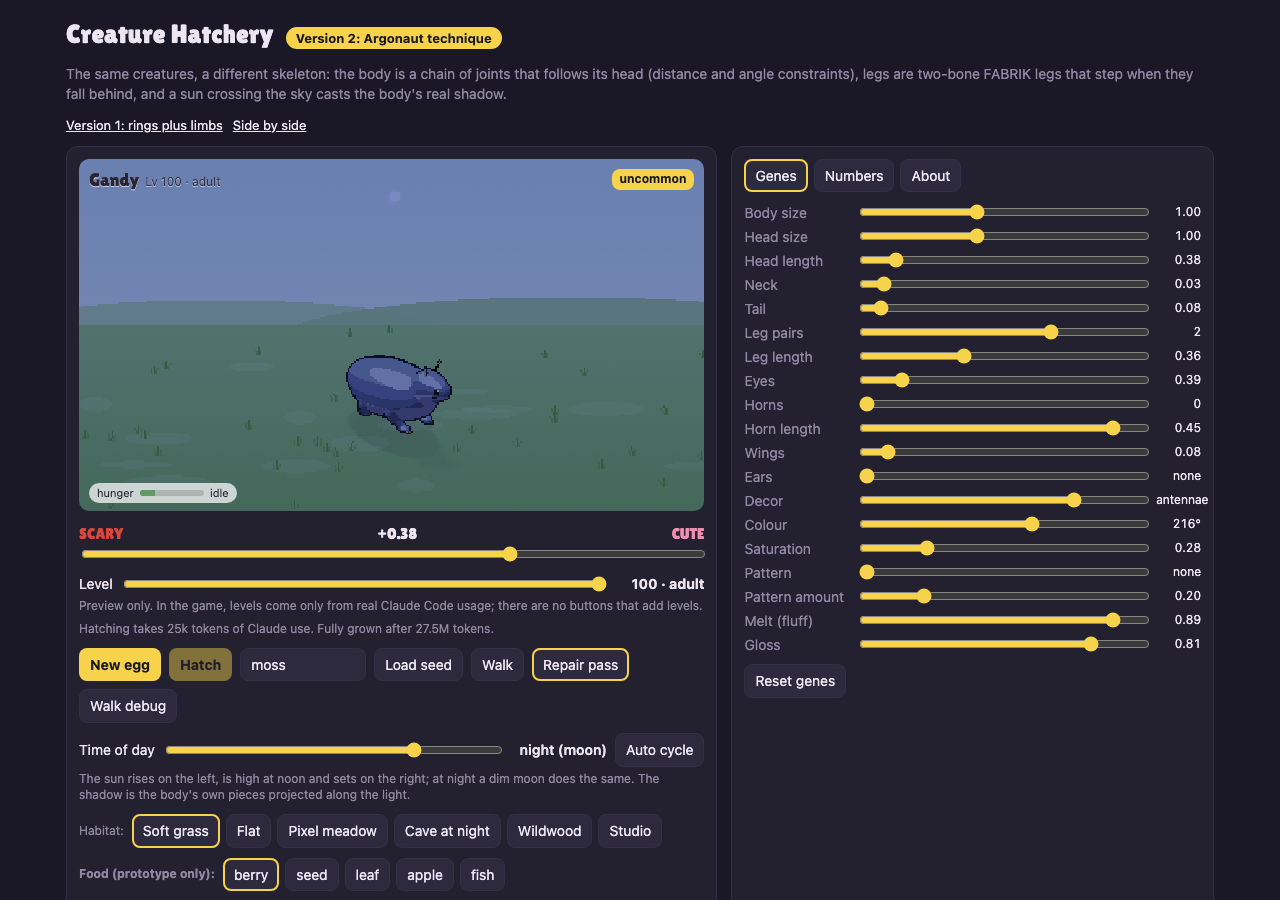 Creature Hatchery Version 2: Argonaut technique
The same creatures, a different skeleton: the body is a chain of joints that follows its head (distance and angle constraints), legs are two-bone FABRIK legs that step when they
fall behind, and a sun crossing the sky casts the body's real shadow.
Version 1: rings plus limbs Side by side
Gandy Lv 100 · adult uncommon
hunger idle
SCARY +0.38 CUTE
Level 100 · adult
Preview only. In the game, levels come only from real Claude Code usage; there are no buttons that add levels.
Hatching takes 25k tokens of Claude use. Fully grown after 27.5M tokens.
New egg Hatch moss Load seed Walk Repair pass
Walk debug
Time of day night (moon) Auto cycle
The sun rises on the left, is high at noon and sets on the right; at night a dim moon does the same. The
shadow is the body's own pieces projected along the light.
Habitat: Soft grass Flat Pixel meadow Cave at night Wildwood Studio
Food (prototype only): berry seed leaf apple fish
Genes Numbers About
Body size 1.00
Head size 1.00
Head length 0.38
Neck 0.03
Tail 0.08
Leg pairs 2
Leg length 0.36
Eyes 0.39
Horns 0
Horn length 0.45
Wings 0.08
Ears none
Decor antennae
Colour 216°
Saturation 0.28
Pattern none
Pattern amount 0.20
Melt (fluff) 0.89
Gloss 0.81
Reset genes